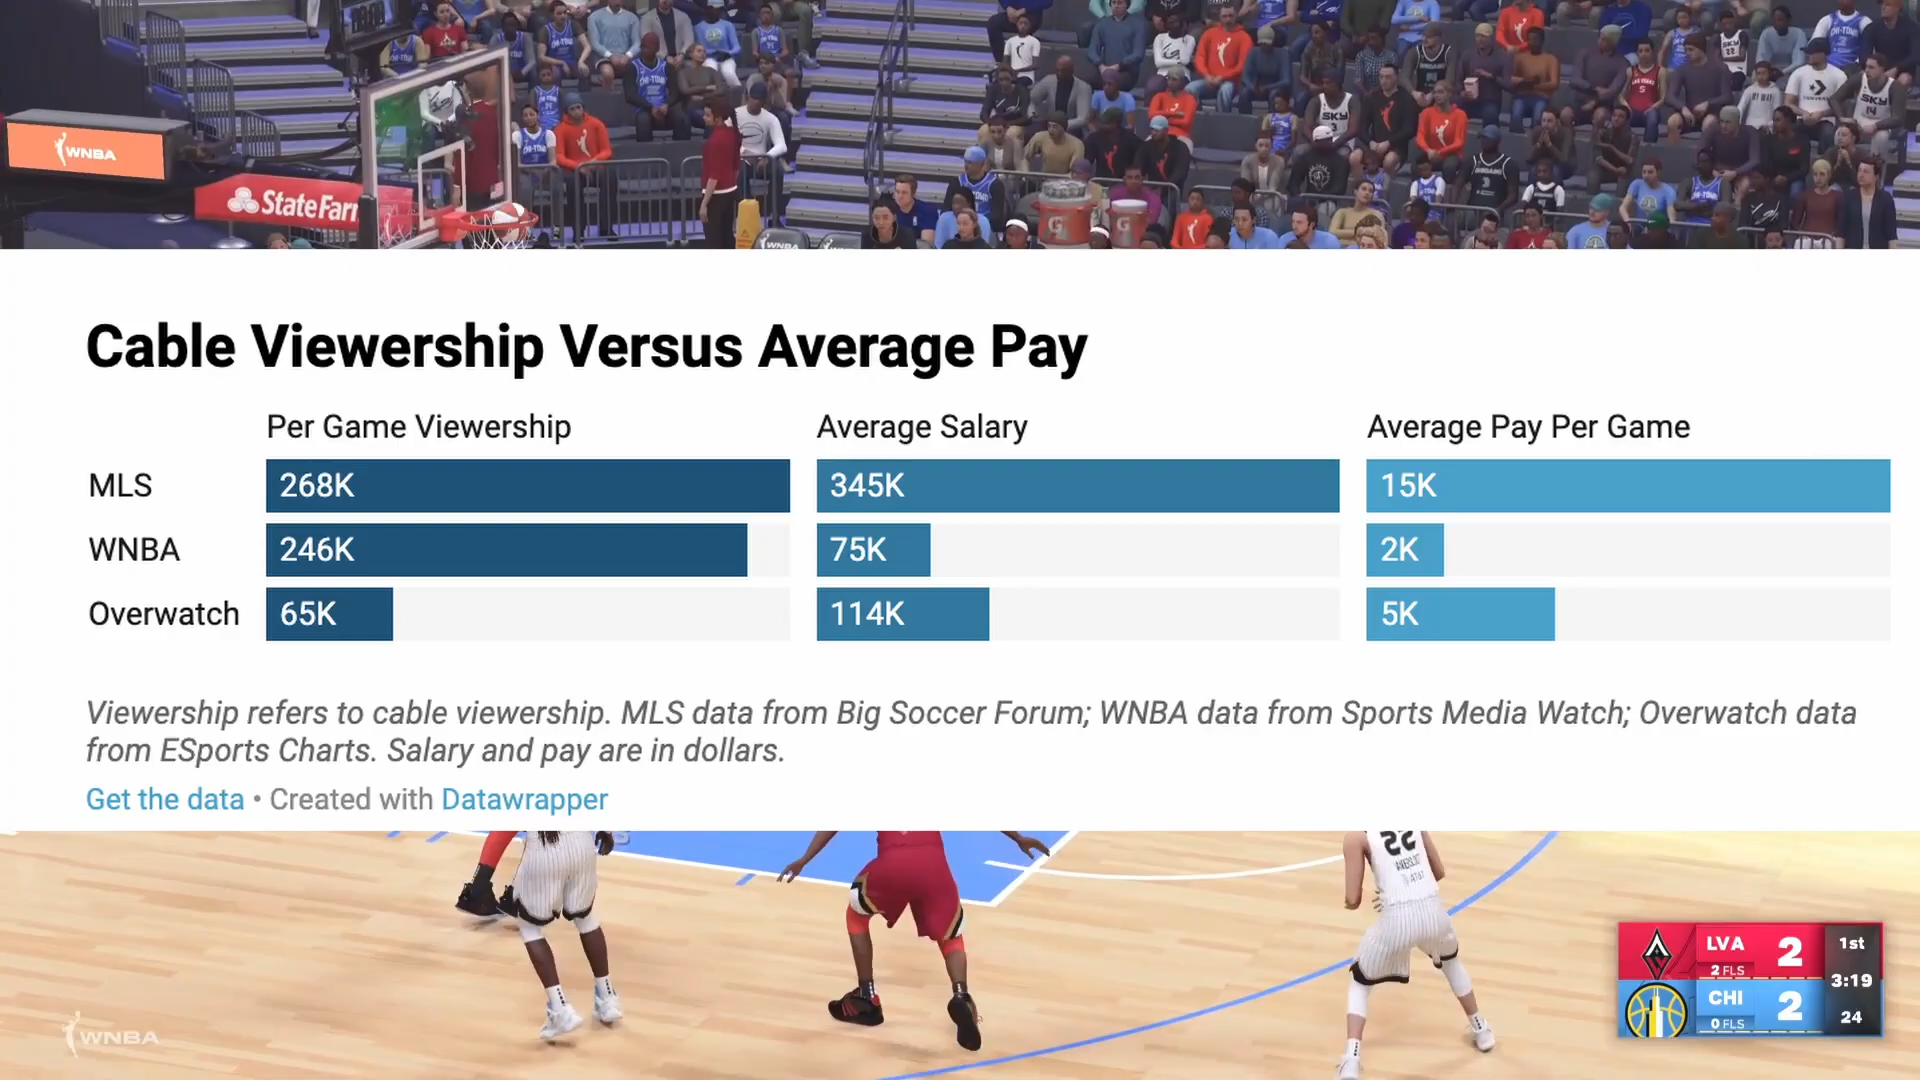 WNBA
StateFarm
Cable Viewership Versus Average Pay
Per Game Viewership Average Salary Average Pay Per Game
MLS 268K 345K 15K
WNBA 246K 75K 2K
Overwatch 65K 114K 5K
Viewership refers to cable viewership. MLS data from Big Soccer Forum; WNBA data from Sports Media Watch; Overwatch data
from ESports Charts. Salary and pay are in dollars.
Get the data • Created with Datawrapper
22
LVA 2 1st
2 FLS
3:19
CHI 2
0 FLS 24
WNBA